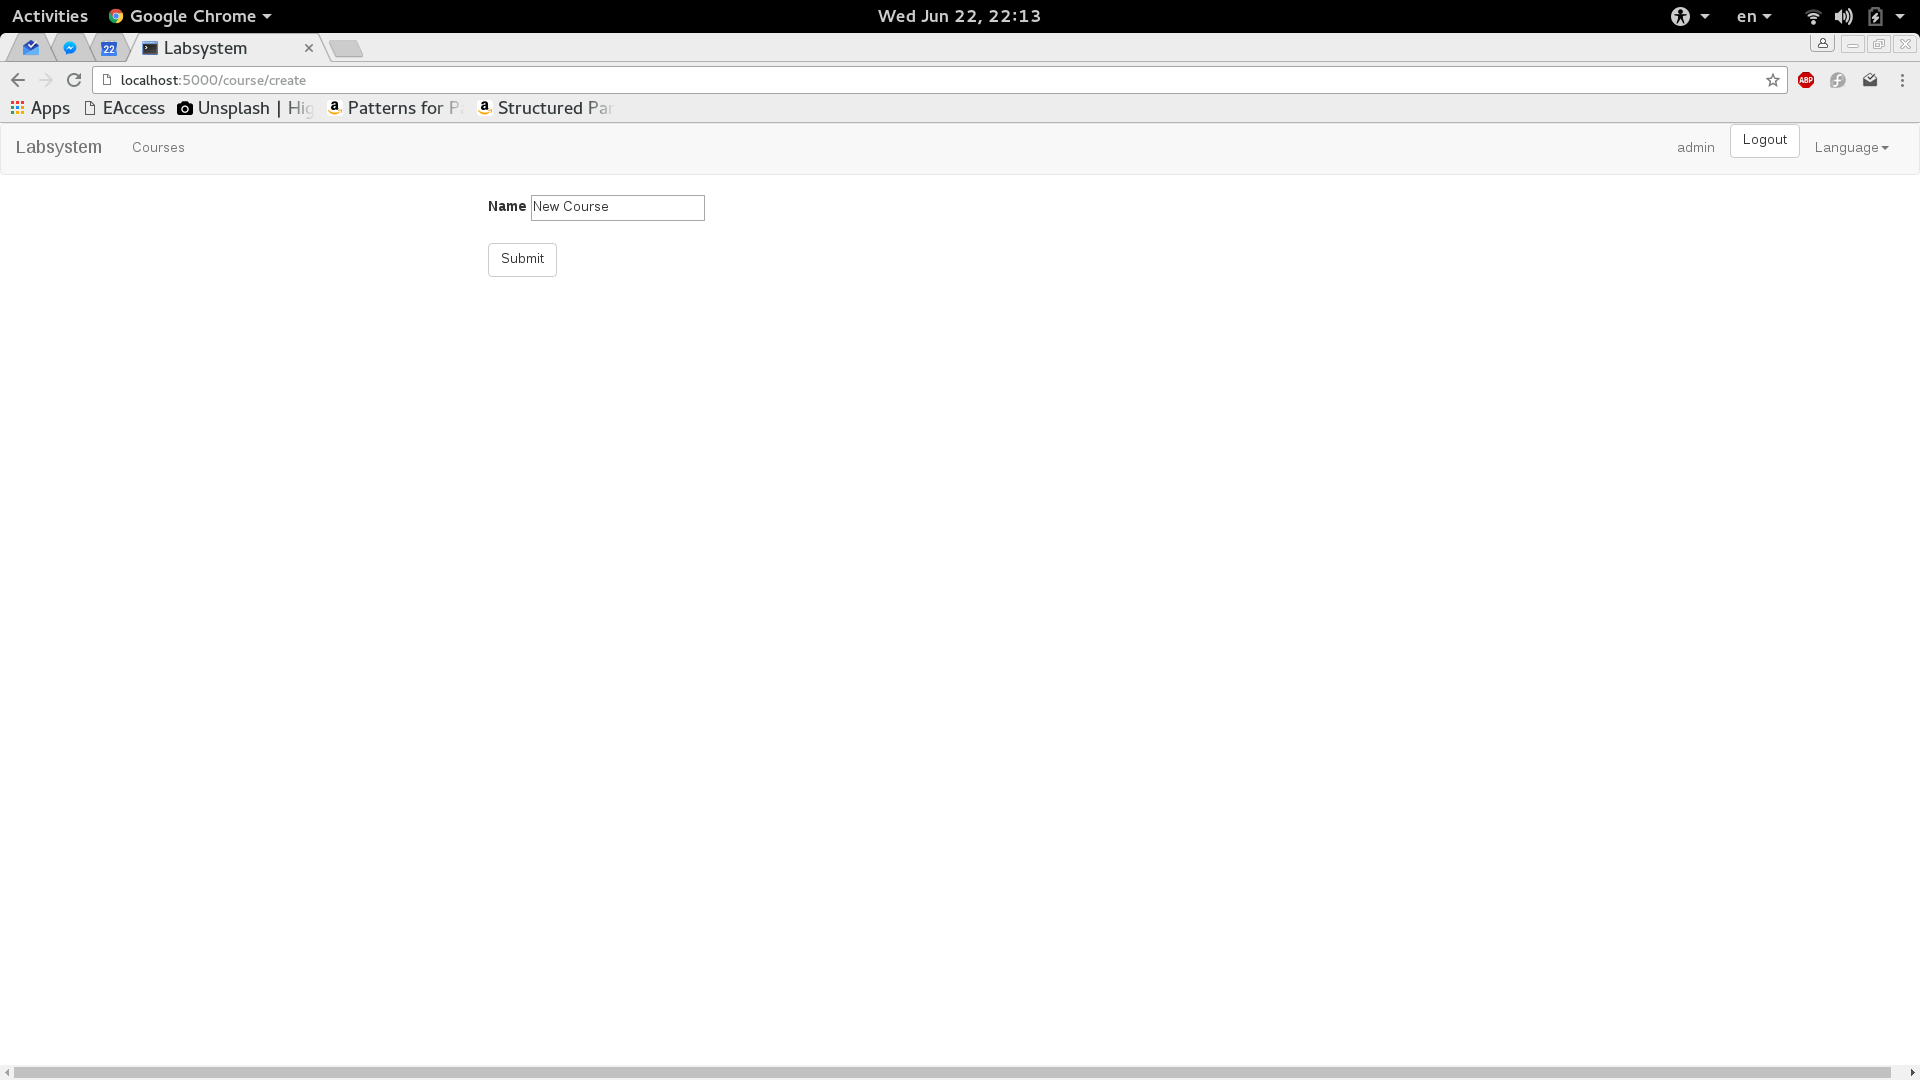 Activities Google Chrome Wed Jun 22, 22:13 en
22 Labsystem
localhost:5000/course/create ABP
Apps EAccess Unsplash | Hig Patterns for P Structured Par
Labsystem Courses admin Logout Language
Name New Course
Submit